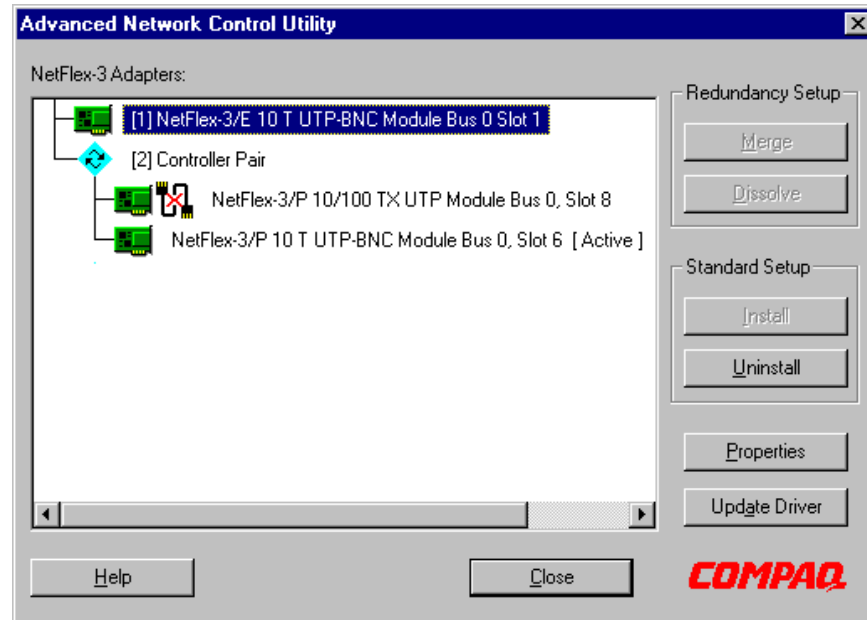 Advanced Network Control Utility
NetFlex-3 Adapters:
[1] NetFlex-3/E 10 T UTP-BNC Module Bus 0 Slot 1
[2] Controller Pair
NetFlex-3/P 10/100 TX UTP Module Bus 0, Slot 8
NetFlex-3/P 10 T UTP-BNC Module Bus 0, Slot 6 [ Active ]
Redundancy Setup
Merge
Dissolve
Standard Setup
Install
Uninstall
Properties
Update Driver
Help
Close
COMPAQ